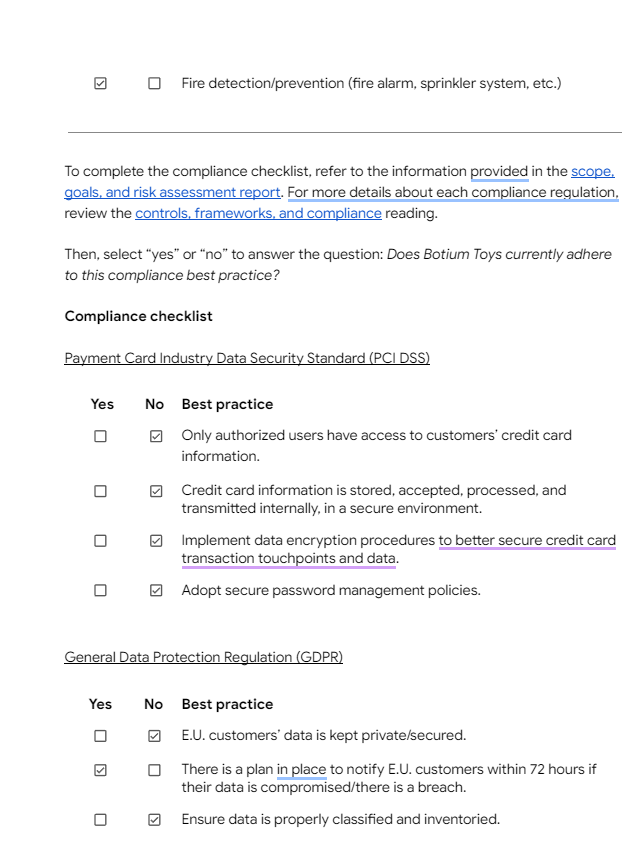 Fire detection/prevention (fire alarm, sprinkler system, etc.)
To complete the compliance checklist, refer to the information provided in the scope,
goals, and risk assessment report. For more details about each compliance regulation,
review the controls, frameworks, and compliance reading.
Then, select “yes” or “no” to answer the question: Does Botium Toys currently adhere
to this compliance best practice?
Compliance checklist
Payment Card Industry Data Security Standard (PCI DSS)
Yes No Best practice
Only authorized users have access to customers’ credit card
information.
Credit card information is stored, accepted, processed, and
transmitted internally, in a secure environment.
Implement data encryption procedures to better secure credit card
transaction touchpoints and data.
Adopt secure password management policies.
General Data Protection Regulation (GDPR)
Yes No Best practice
E.U. customers’ data is kept private/secured.
There is a plan in place to notify E.U. customers within 72 hours if
their data is compromised/there is a breach.
Ensure data is properly classified and inventoried.